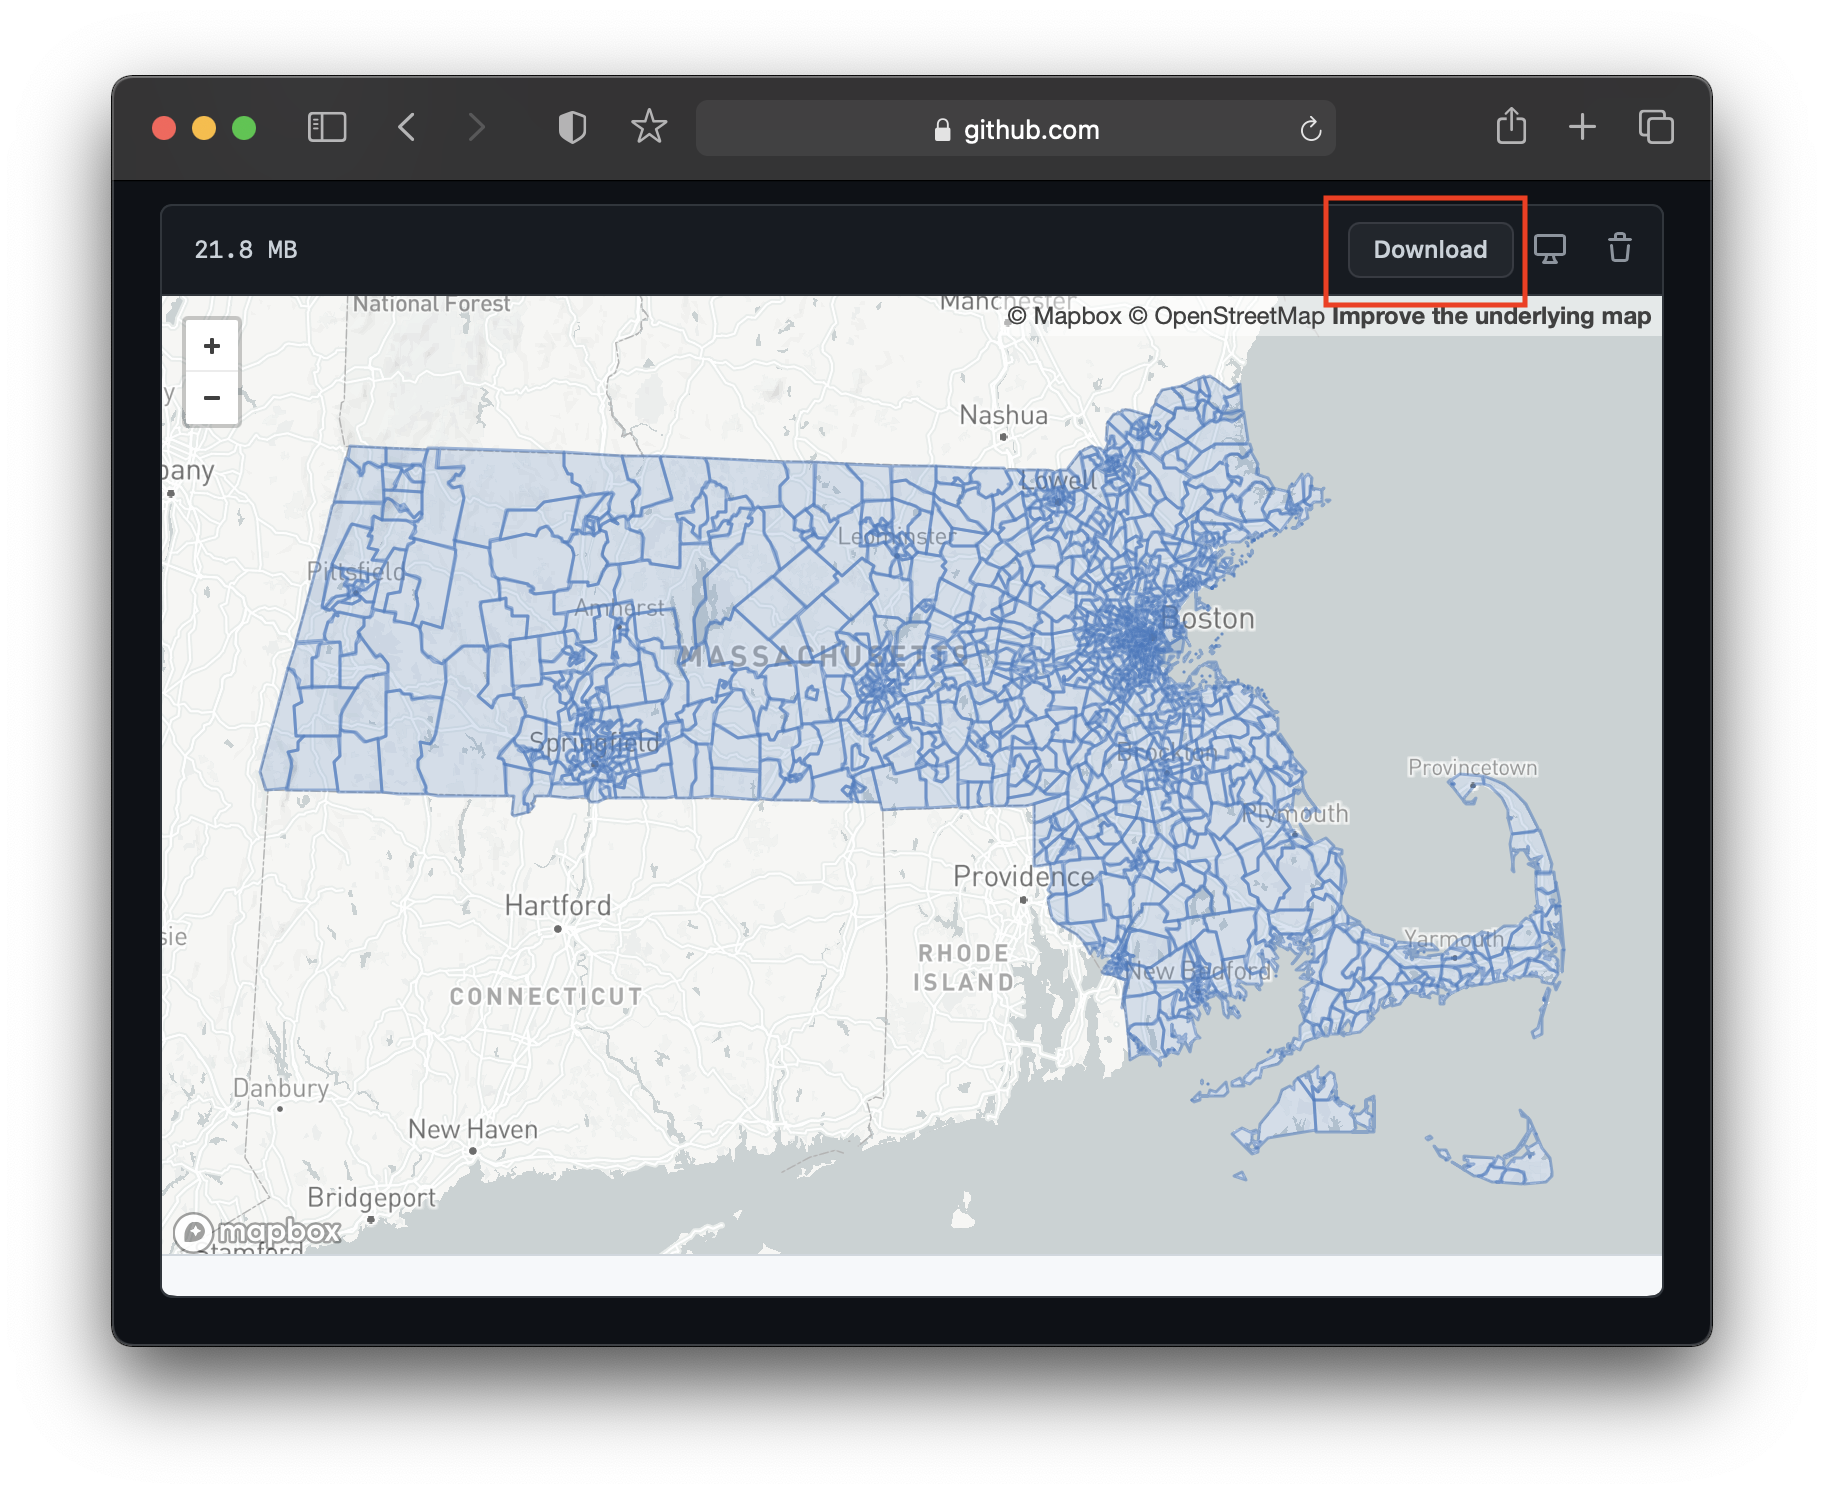 github.com
21.8 MB
Download
National Forest
Manchester
© Mapbox © OpenStreetMap Improve the underlying map
+
−
Nashua
bany
Lowell
Leominster
Pittsfield
Amherst
Boston
MASSACHUSETTS
Springfield
Brockton
Provincetown
Plymouth
Providence
Hartford
sie
Yarmouth
RHODE
ISLAND
New Bedford
CONNECTICUT
Danbury
New Haven
Bridgeport
mapbox
Stamford